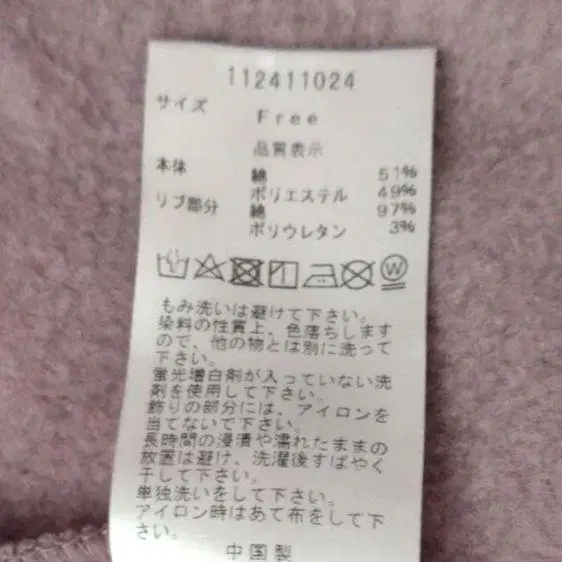 112411024
サイズ Free
品質表示
本体 綿 51%
ポリエステル 49%
リブ部分 綿 97%
ポリウレタン 3%
W
もみ洗いは避けて下さい。
染料の性質上、色落ちします
ので、他の物とは別に洗って
下さい。
蛍光増白剤が入っていない洗
剤を使用して下さい。
飾りの部分には、アイロンを
当てないで下さい。
長時間の浸漬や濡れたままの
放置は避け、洗濯後すばやく
干して下さい。
単独洗いをして下さい。
アイロン時はあて布をして下
さい。
中国製